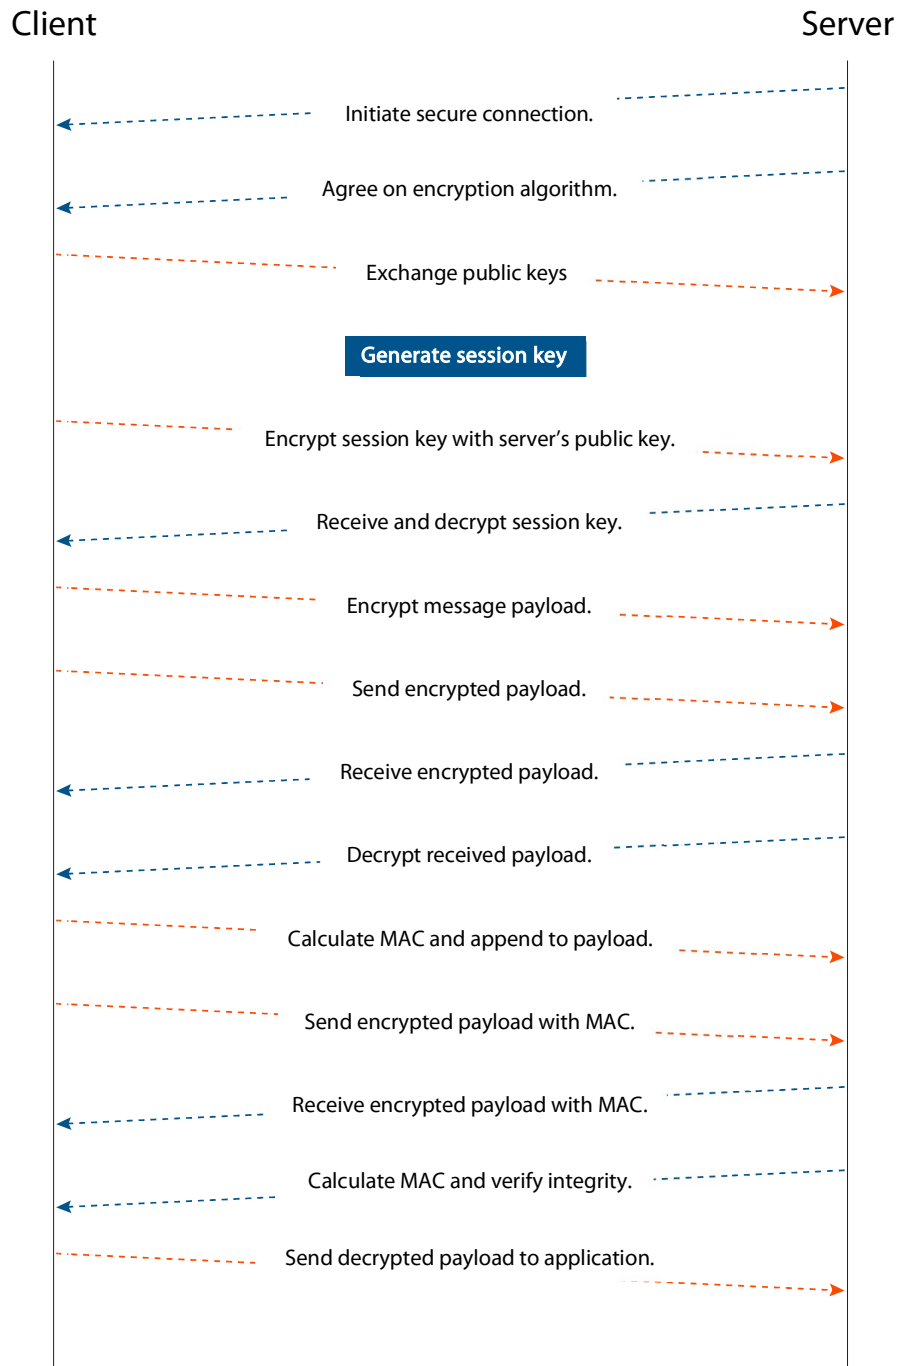 Client
Server
Initiate secure connection.
Agree on encryption algorithm.
Exchange public keys
Generate session key
Encrypt session key with server’s public key.
Receive and decrypt session key.
Encrypt message payload.
Send encrypted payload.
Receive encrypted payload.
Decrypt received payload.
Calculate MAC and append to payload.
Send encrypted payload with MAC.
Receive encrypted payload with MAC.
Calculate MAC and verify integrity.
Send decrypted payload to application.